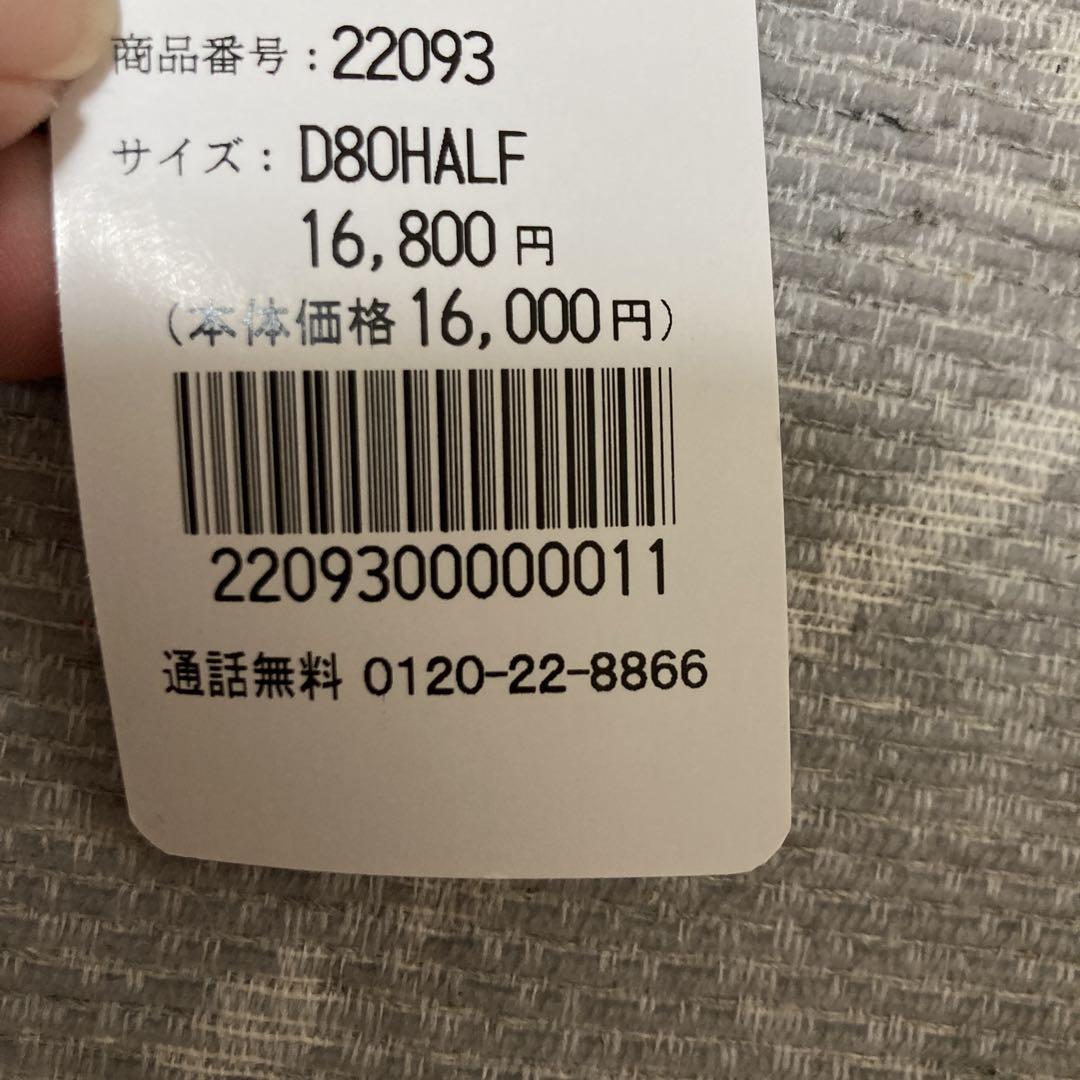 商品番号：22093
サイズ：D80HALF
16,800円
（本体価格16,000円）
2209300000011
通話無料 0120-22-8866